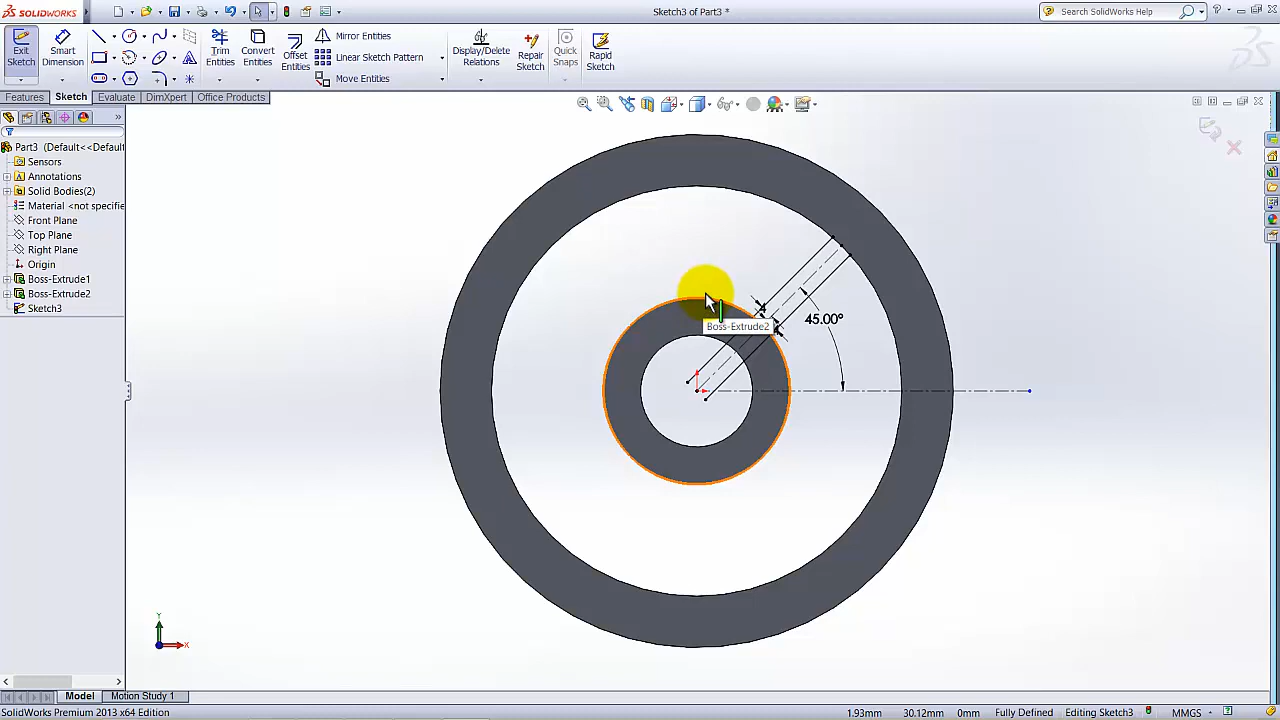 SOLIDWORKS
Sketch3 of Part3 *
Search SolidWorks Help
Exit Sketch
Smart Dimension
Trim Entities
Convert Entities
Offset Entities
Mirror Entities
Linear Sketch Pattern
Move Entities
Display/Delete Relations
Repair Sketch
Quick Snaps
Rapid Sketch
Features
Sketch
Evaluate
DimXpert
Office Products
Part3 (Default<<Default
Sensors
Annotations
Solid Bodies(2)
Material <not specifie
Front Plane
Top Plane
Right Plane
Origin
Boss-Extrude1
Boss-Extrude2
Sketch3
4
Boss-Extrude2
45.00°
Y
X
Model
Motion Study 1
SolidWorks Premium 2013 x64 Edition
1.93mm
30.12mm
0mm
Fully Defined
Editing Sketch3
MMGS